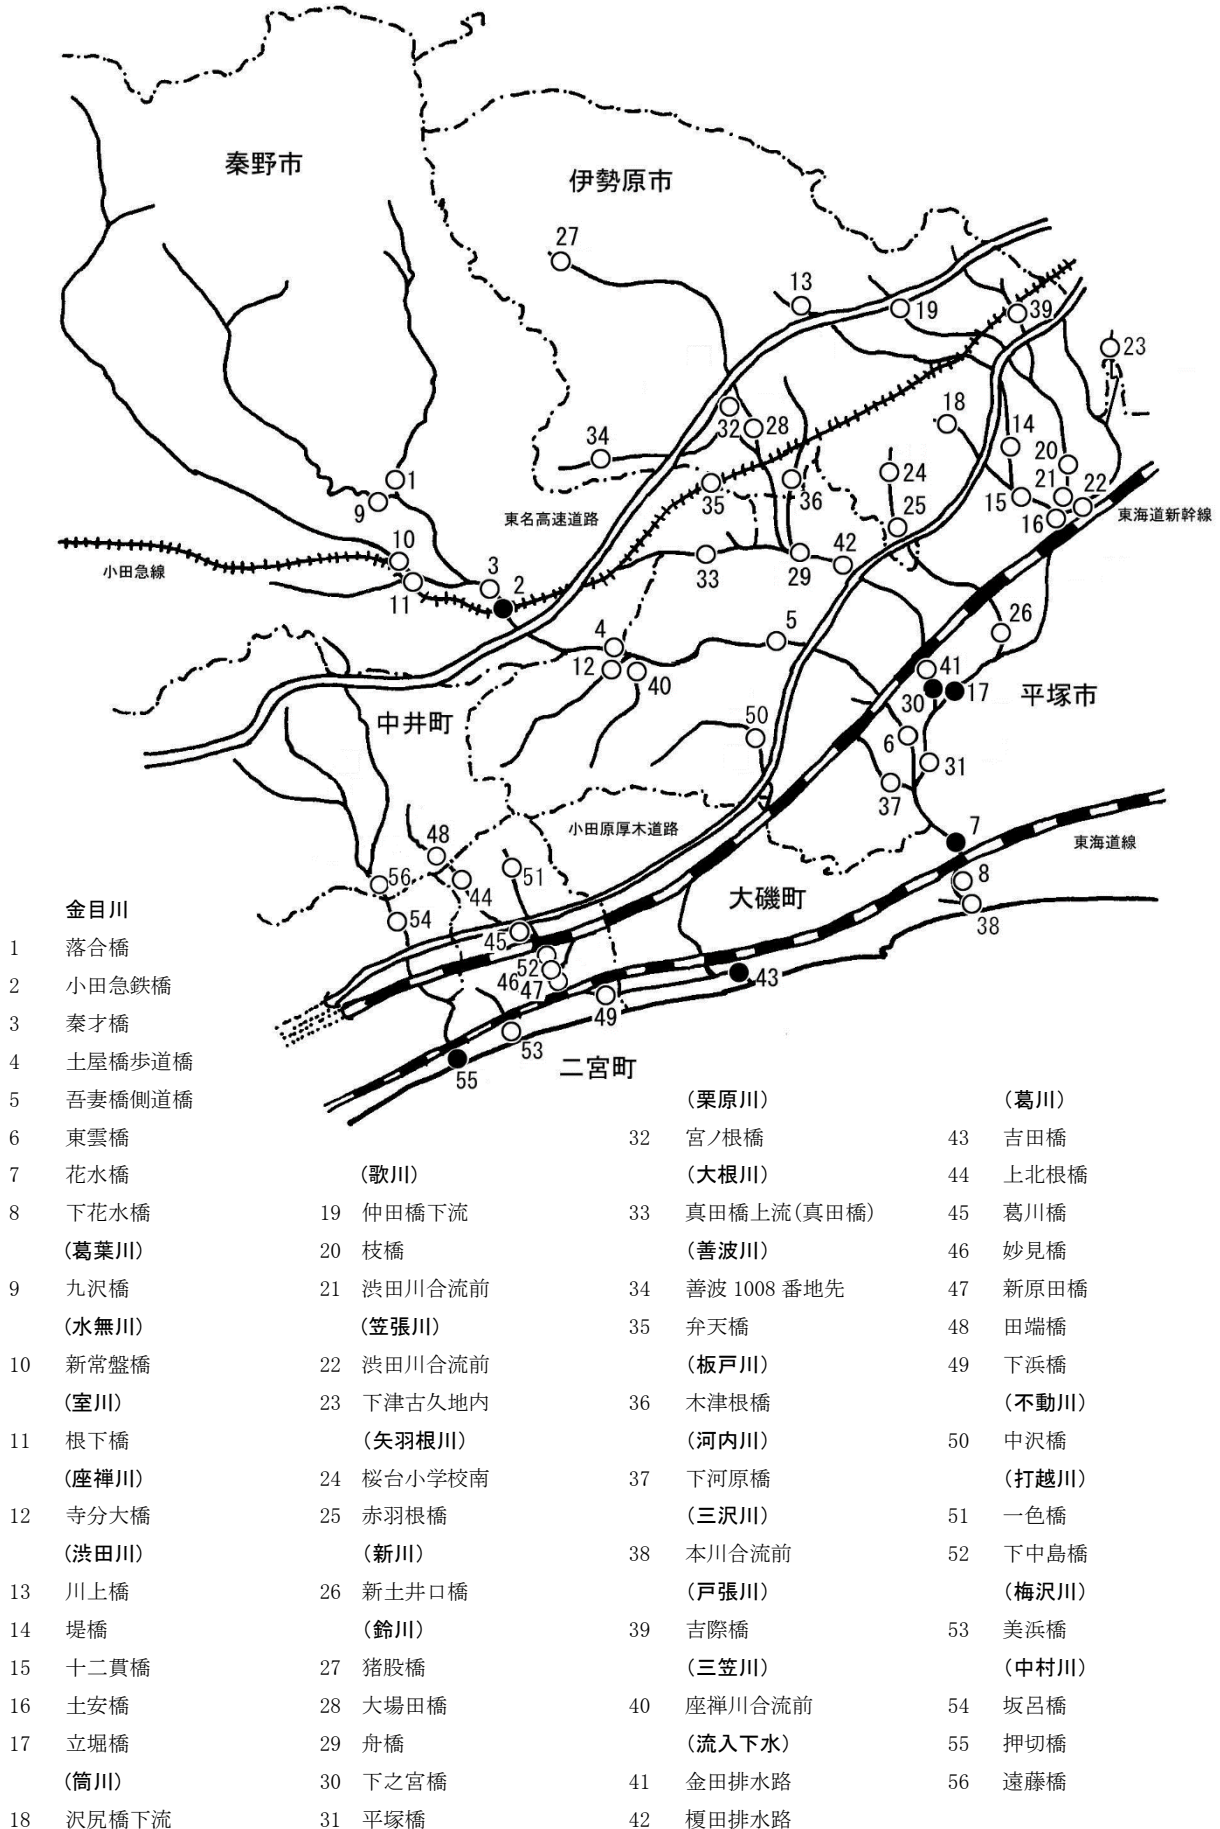 秦野市
伊勢原市
27
13
19
39
23
18
14
20
21
22
15
16
32
28
34
24
36
25
35
1
9
東名高速道路
東海道新幹線
10
小田急線
11
3
2
33
29
42
26
4
5
12
40
41
30
17
平塚市
中井町
50
6
31
37
小田原厚木道路
7
東海道線
48
44
51
56
54
大磯町
8
38
45
52
46
47
43
49
53
55
二宮町
金目川
1 落合橋
2 小田急鉄橋
3 秦才橋
4 土屋橋歩道橋
5 吾妻橋側道橋
6 東雲橋
7 花水橋
8 下花水橋
(葛葉川)
9 九沢橋
(水無川)
10 新常盤橋
(室川)
11 根下橋
(座禅川)
12 寺分大橋
(渋田川)
13 川上橋
14 堤橋
15 十二貫橋
16 土安橋
17 立堀橋
(筒川)
18 沢尻橋下流
(歌川)
19 仲田橋下流
20 枝橋
21 渋田川合流前
(笠張川)
22 渋田川合流前
23 下津古久地内
(矢羽根川)
24 桜台小学校南
25 赤羽根橋
(新川)
26 新土井口橋
(鈴川)
27 猪股橋
28 大場田橋
29 舟橋
30 下之宮橋
31 平塚橋
(栗原川)
32 宮ノ根橋
(大根川)
33 真田橋上流(真田橋)
(善波川)
34 善波 1008 番地先
35 弁天橋
(板戸川)
36 木津根橋
(河内川)
37 下河原橋
(三沢川)
38 本川合流前
(戸張川)
39 吉際橋
(三笠川)
40 座禅川合流前
(流入下水)
41 金田排水路
42 榎田排水路
(葛川)
43 吉田橋
44 上北根橋
45 葛川橋
46 妙見橋
47 新原田橋
48 田端橋
49 下浜橋
(不動川)
50 中沢橋
(打越川)
51 一色橋
52 下中島橋
(梅沢川)
53 美浜橋
(中村川)
54 坂呂橋
55 押切橋
56 遠藤橋